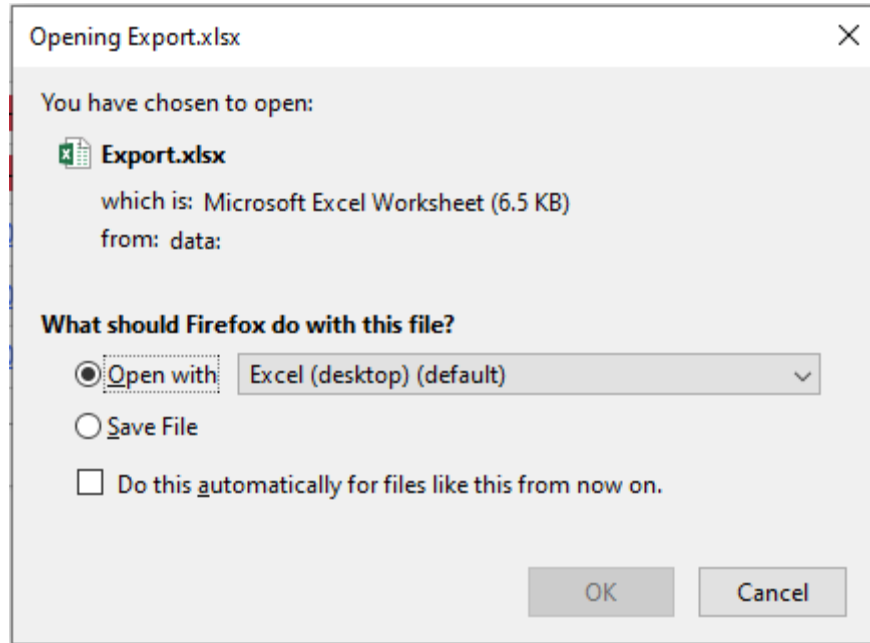 Opening Export.xlsx
You have chosen to open:
Export.xlsx
which is: Microsoft Excel Worksheet (6.5 KB)
from: data:
What should Firefox do with this file?
Open with Excel (desktop) (default)
Save File
Do this automatically for files like this from now on.
OK Cancel